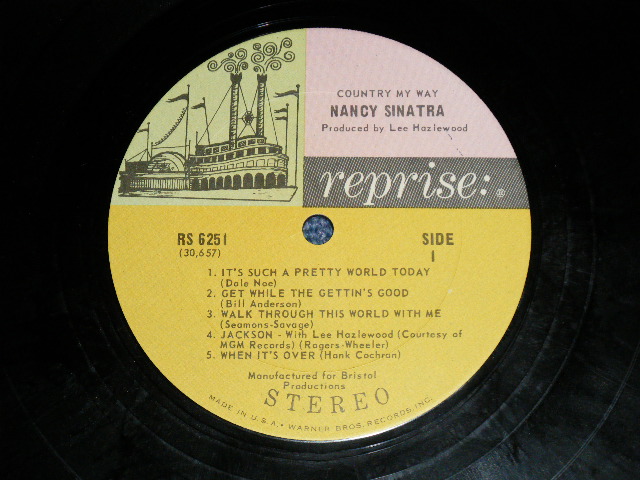 COUNTRY MY WAY
NANCY SINATRA
Produced by Lee Hazlewood
reprise: ®
RS 6251
(30,657)
SIDE
1
1. IT'S SUCH A PRETTY WORLD TODAY
(Dale Noe)
2. GET WHILE THE GETTIN'S GOOD
(Bill Anderson)
3. WALK THROUGH THIS WORLD WITH ME
(Seamons-Savage)
4. JACKSON - With Lee Hazlewood (Courtesy of
MGM Records) (Rogers-Wheeler)
5. WHEN IT'S OVER (Hank Cochran)
Manufactured for Bristol
Productions
STEREO
MADE IN U.S.A. • WARNER BROS. RECORDS, INC.